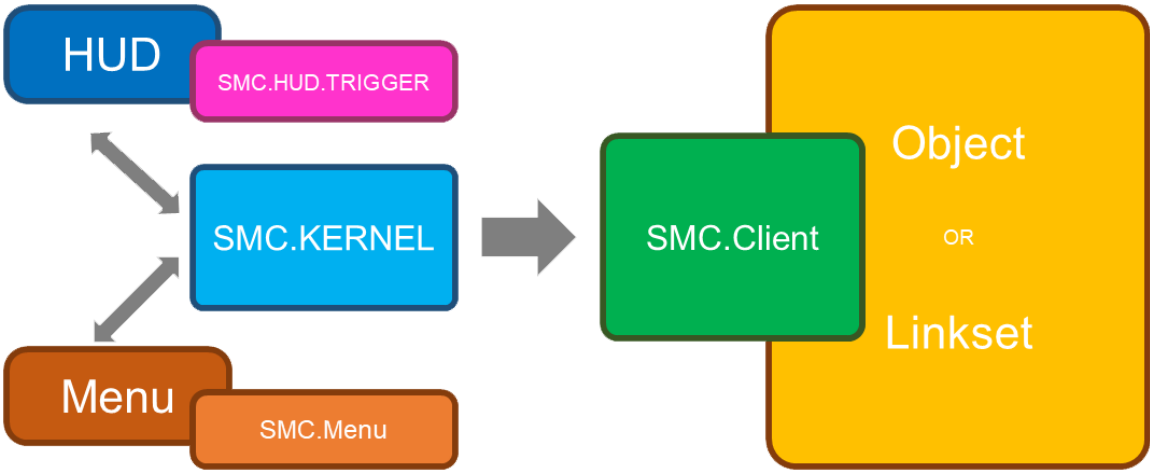 HUD
SMC.HUD.TRIGGER
SMC.KERNEL
Menu
SMC.Menu
SMC.Client
Object
OR
Linkset